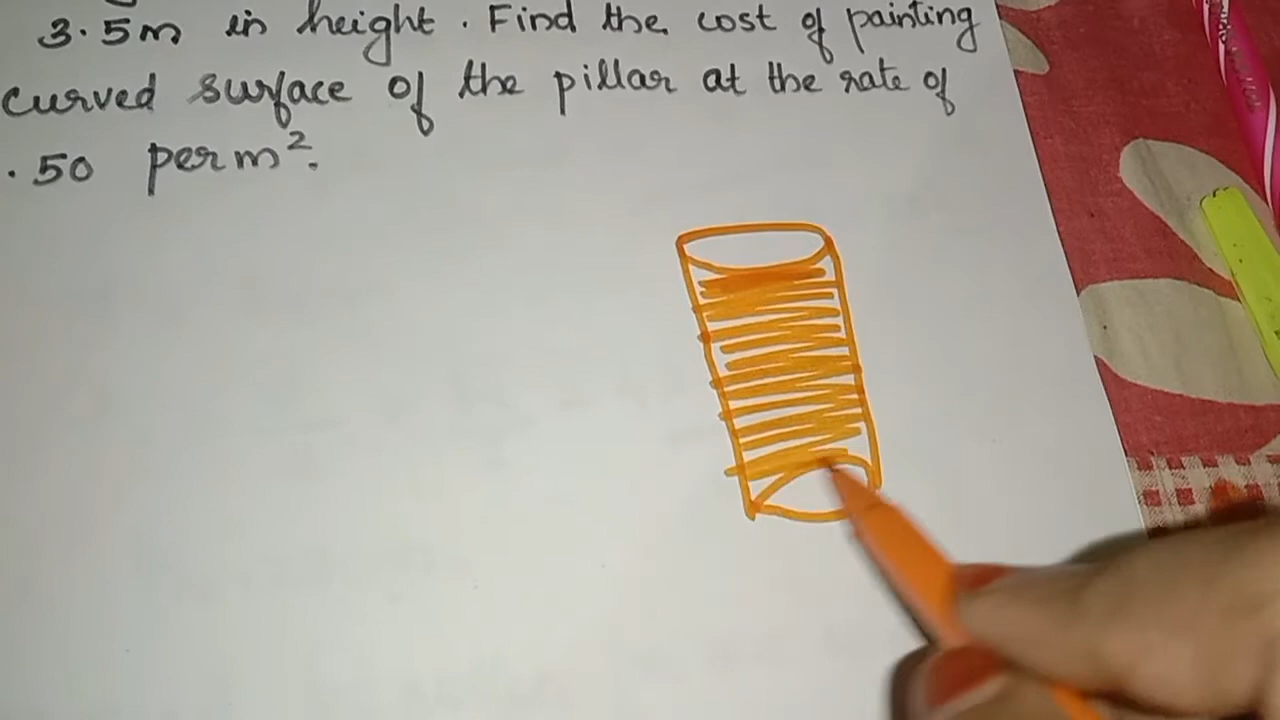 3.5m in height. Find the cost of painting
curved surface of the pillar at the rate of
.50 per m².